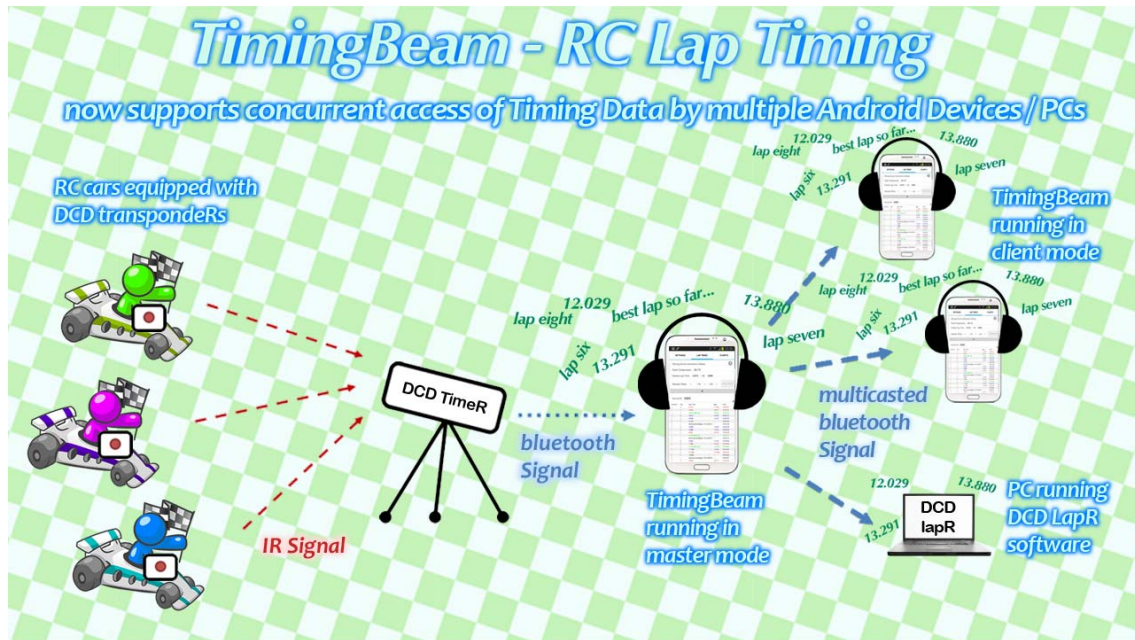 TimingBeam - RC Lap Timing
now supports concurrent access of Timing Data by multiple Android Devices / PCs
RC cars equipped with
DCD transpondeRs
IR Signal
DCD TimeR
bluetooth
Signal
lap six
13.291
lap eight
12.029
best lap so far...
13.880
lap seven
TimingBeam
running in
master mode
multicasted
bluetooth
Signal
lap six
13.291
lap eight
12.029
best lap so far...
13.880
lap seven
TimingBeam
running in
client mode
lap six
13.291
lap eight
12.029
best lap so far...
13.880
lap seven
13.291
12.029
13.880
DCD
lapR
PC running
DCD LapR
software